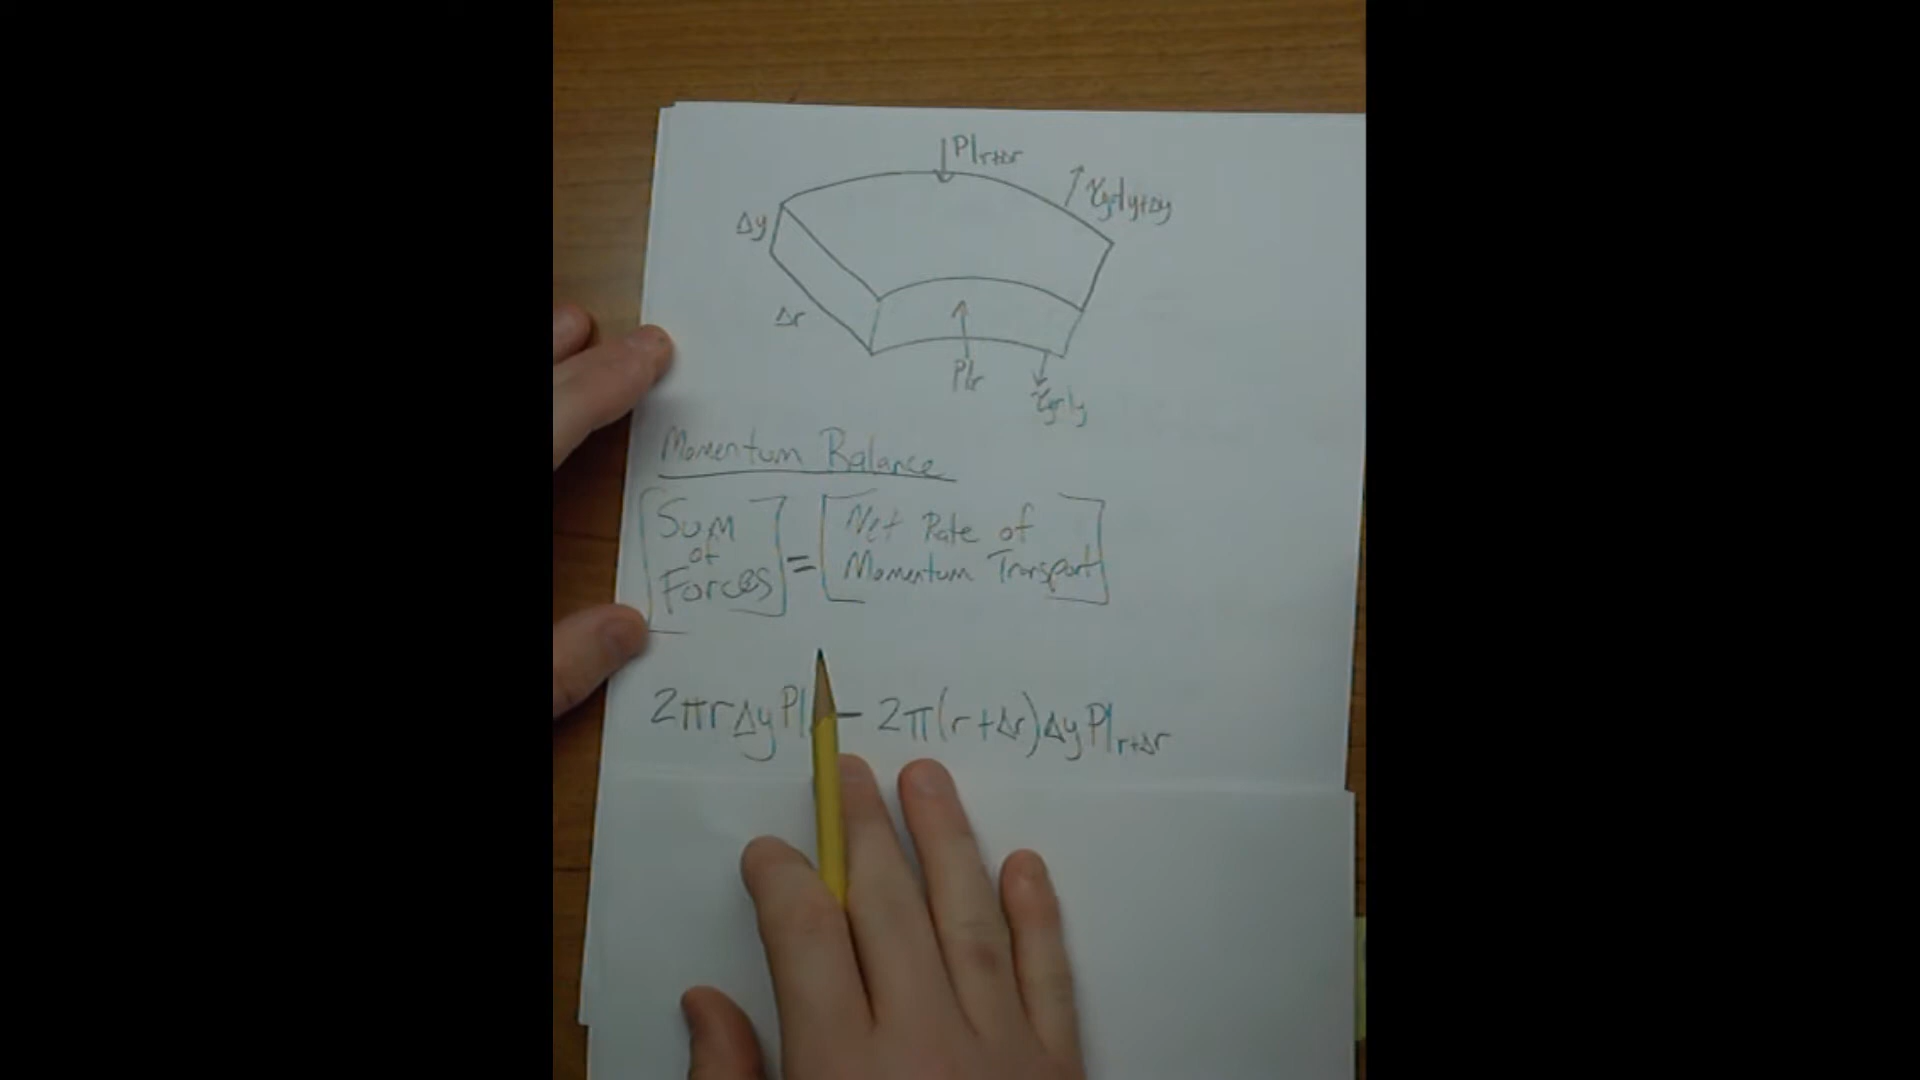 P|r+Δr
τyr|y+Δy
Δy
Δr
P|r
τyr|y
Momentum Balance
[Sum of Forces] = [Net Rate of Momentum Transport]
2πrΔyP| − 2π(r+Δr)ΔyP|r+Δr